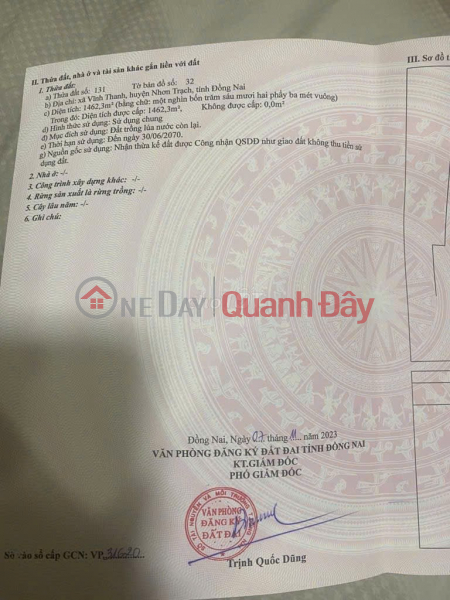 II. Thửa đất, nhà ở và tài sản khác gắn liền với đất
III. Sơ đồ t
1. Thửa đất:
a) Thửa đất số: 131 Tờ bản đồ số: 32
b) Địa chỉ: xã Vĩnh Thanh, huyện Nhơn Trạch, tỉnh Đồng Nai
c) Diện tích: 1462,3m² (bằng chữ: một nghìn bốn trăm sáu mươi hai phẩy ba mét vuông)
Trong đó: Diện tích được cấp: 1462,3m², Không được cấp: 0,0m²
d) Hình thức sử dụng: Sử dụng chung
đ) Mục đích sử dụng: Đất trồng lúa nước còn lại.
e) Thời hạn sử dụng: Đến ngày 30/06/2070.
g) Nguồn gốc sử dụng: Nhận thừa kế đất được Công nhận QSDĐ như giao đất không thu tiền sử
dụng đất.
2. Nhà ở: -/-
3. Công trình xây dựng khác: -/-
4. Rừng sản xuất là rừng trồng: -/-
5. Cây lâu năm: -/-
6. Ghi chú:
ONEDAY Quanh Đây
Đồng Nai, Ngày 07 tháng 11 năm 2023
VĂN PHÒNG ĐĂNG KÝ ĐẤT ĐAI TỈNH ĐỒNG NAI
KT.GIÁM ĐỐC
PHÓ GIÁM ĐỐC
VĂN PHÒNG
ĐĂNG KÝ
ĐẤT ĐAI
Số vào sổ cấp GCN: VP
Trịnh Quốc Dũng